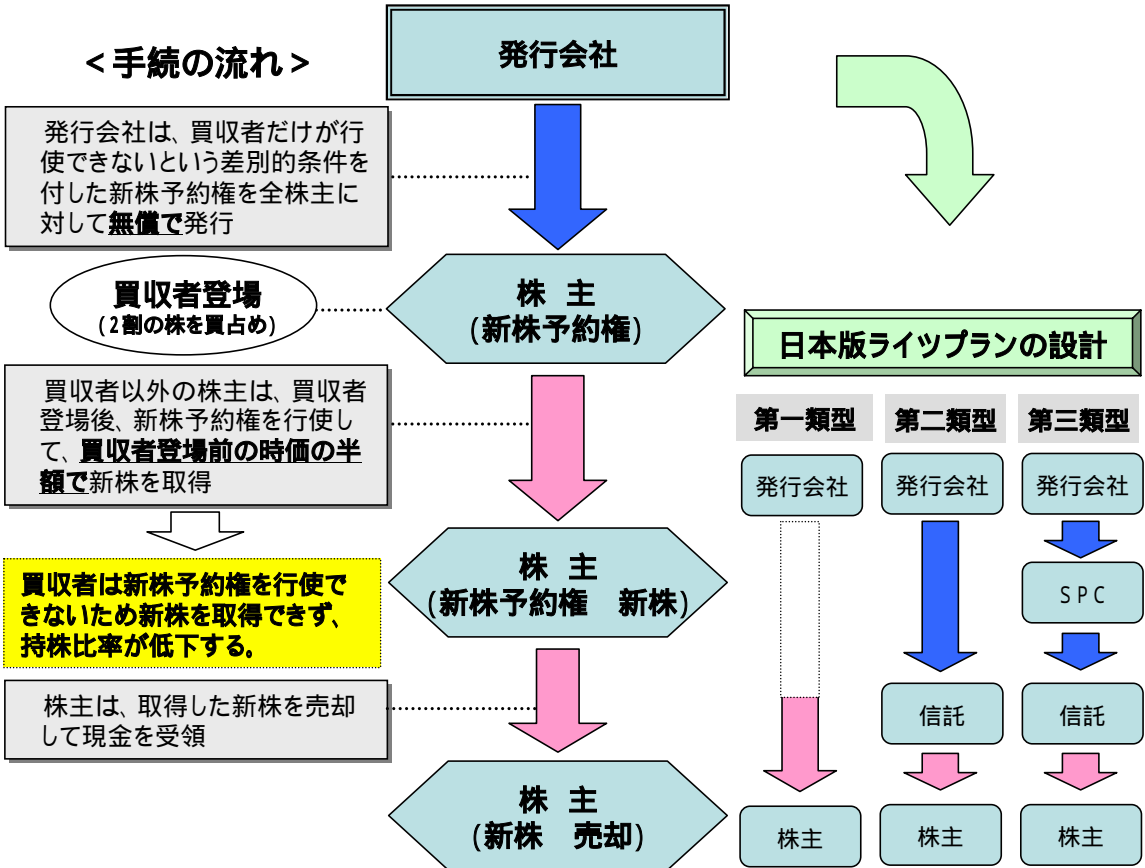 <手続の流れ>
発行会社
発行会社は、買収者だけが行
使できないという差別的条件を
付した新株予約権を全株主に
対して無償で発行
買収者登場
(2割の株を買占め)
株 主
(新株予約権)
買収者以外の株主は、買収者
登場後、新株予約権を行使し
て、買収者登場前の時価の半
額で新株を取得
買収者は新株予約権を行使で
きないため新株を取得できず、
持株比率が低下する。
株 主
(新株予約権 新株)
株主は、取得した新株を売却
して現金を受領
株 主
(新株 売却)
日本版ライツプランの設計
第一類型 第二類型 第三類型
発行会社 発行会社 発行会社
SPC
信託 信託
株主 株主 株主